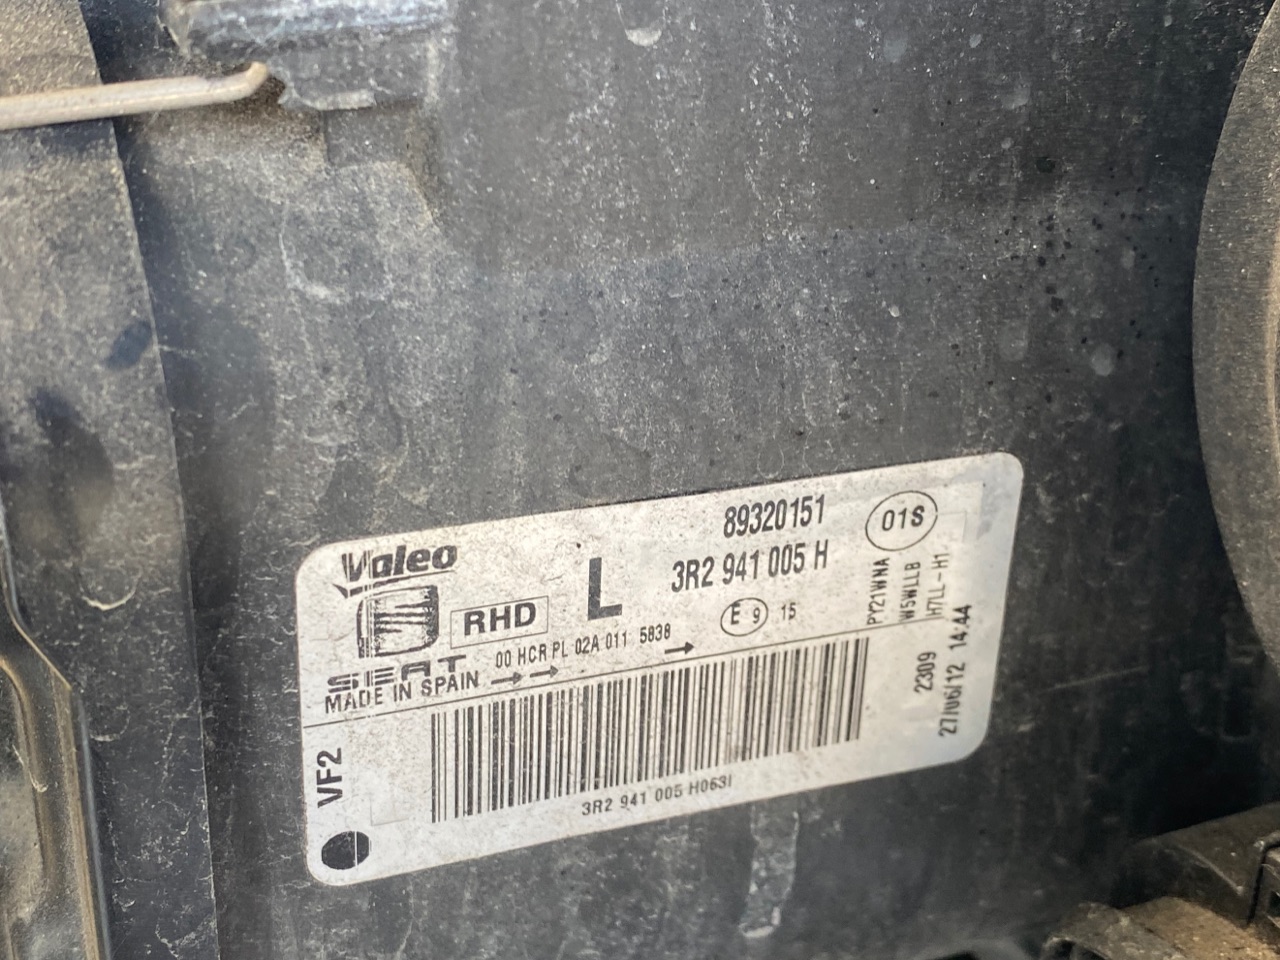 Valeo
SEAT
MADE IN SPAIN
RHD
L
89320151
3R2 941 005 H
01S
00 HCR PL 02A 011 5838
E 9 15
PY21WNA
W5WLLB
H7LL-H1
2309
27/06/12 14:44
VF2
3R2 941 005 H063I